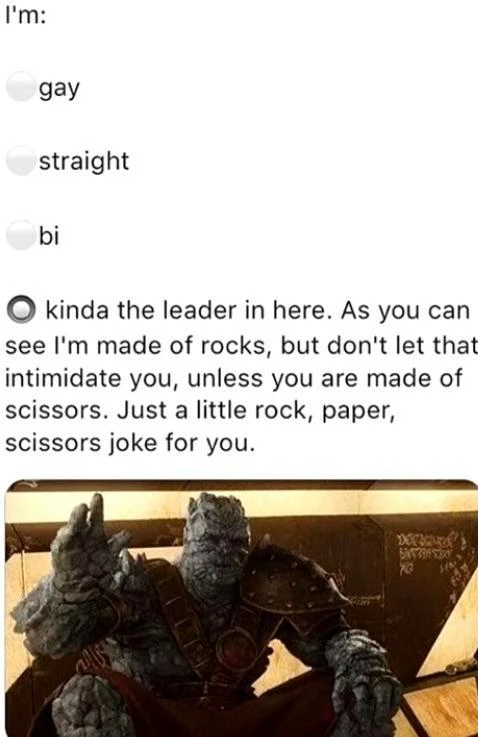 I'm:
gay
straight
bi
kinda the leader in here. As you can
see I'm made of rocks, but don't let that
intimidate you, unless you are made of
scissors. Just a little rock, paper,
scissors joke for you.